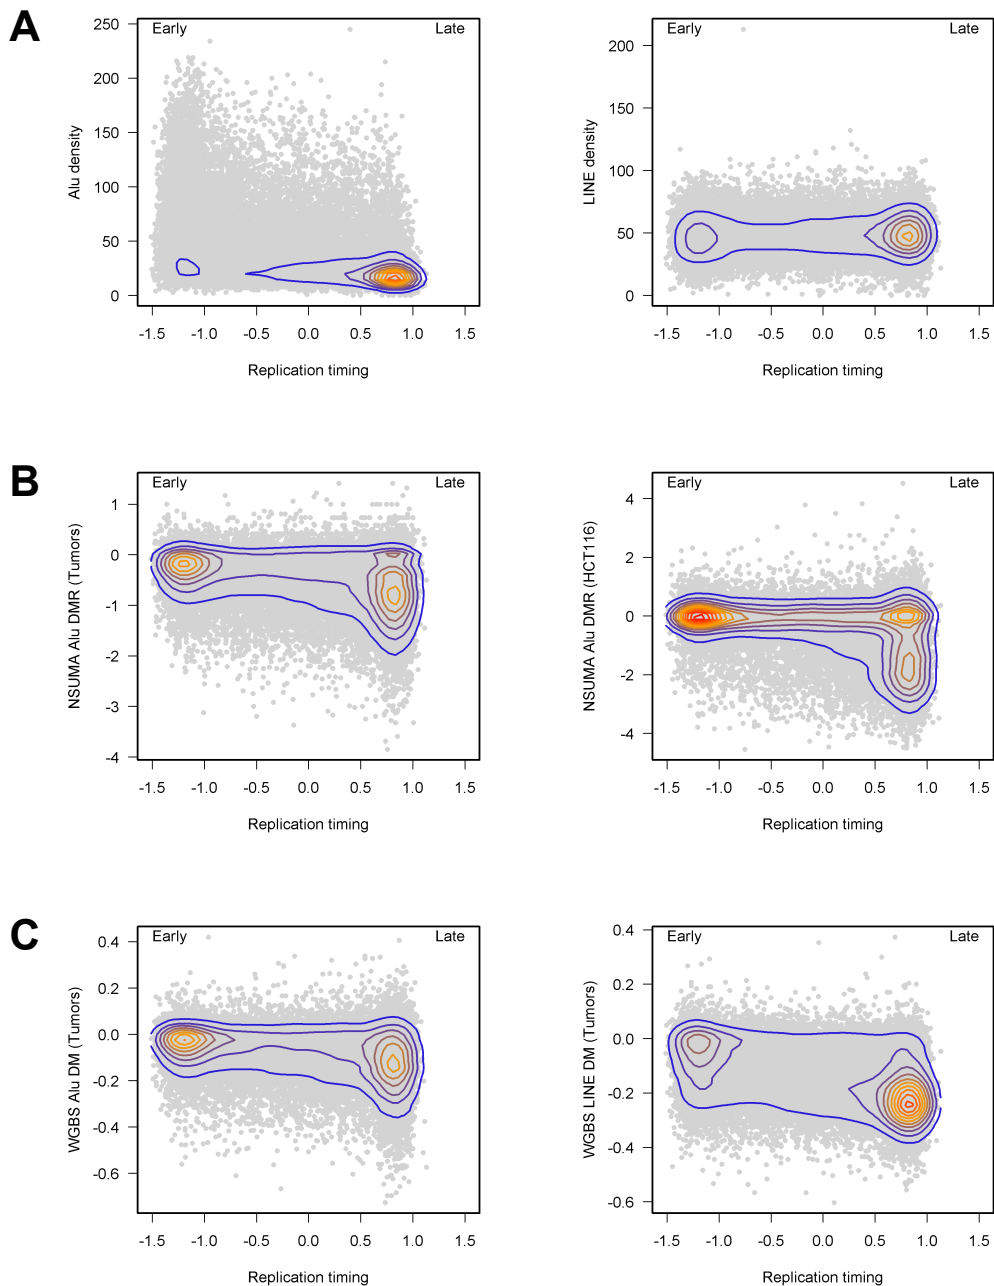 A
Early Late
250
200
150
100
50
0
Alu density
-1.5 -1.0 -0.5 0.0 0.5 1.0 1.5
Replication timing
Early Late
200
150
100
50
0
LINE density
-1.5 -1.0 -0.5 0.0 0.5 1.0 1.5
Replication timing
B
Early Late
1
0
-1
-2
-3
-4
NSUMA Alu DMR (Tumors)
-1.5 -1.0 -0.5 0.0 0.5 1.0 1.5
Replication timing
Early Late
4
2
0
-2
-4
NSUMA Alu DMR (HCT116)
-1.5 -1.0 -0.5 0.0 0.5 1.0 1.5
Replication timing
C
Early Late
0.4
0.2
0.0
-0.2
-0.4
-0.6
WGBS Alu DM (Tumors)
-1.5 -1.0 -0.5 0.0 0.5 1.0 1.5
Replication timing
Early Late
0.4
0.2
0.0
-0.2
-0.4
-0.6
WGBS LINE DM (Tumors)
-1.5 -1.0 -0.5 0.0 0.5 1.0 1.5
Replication timing